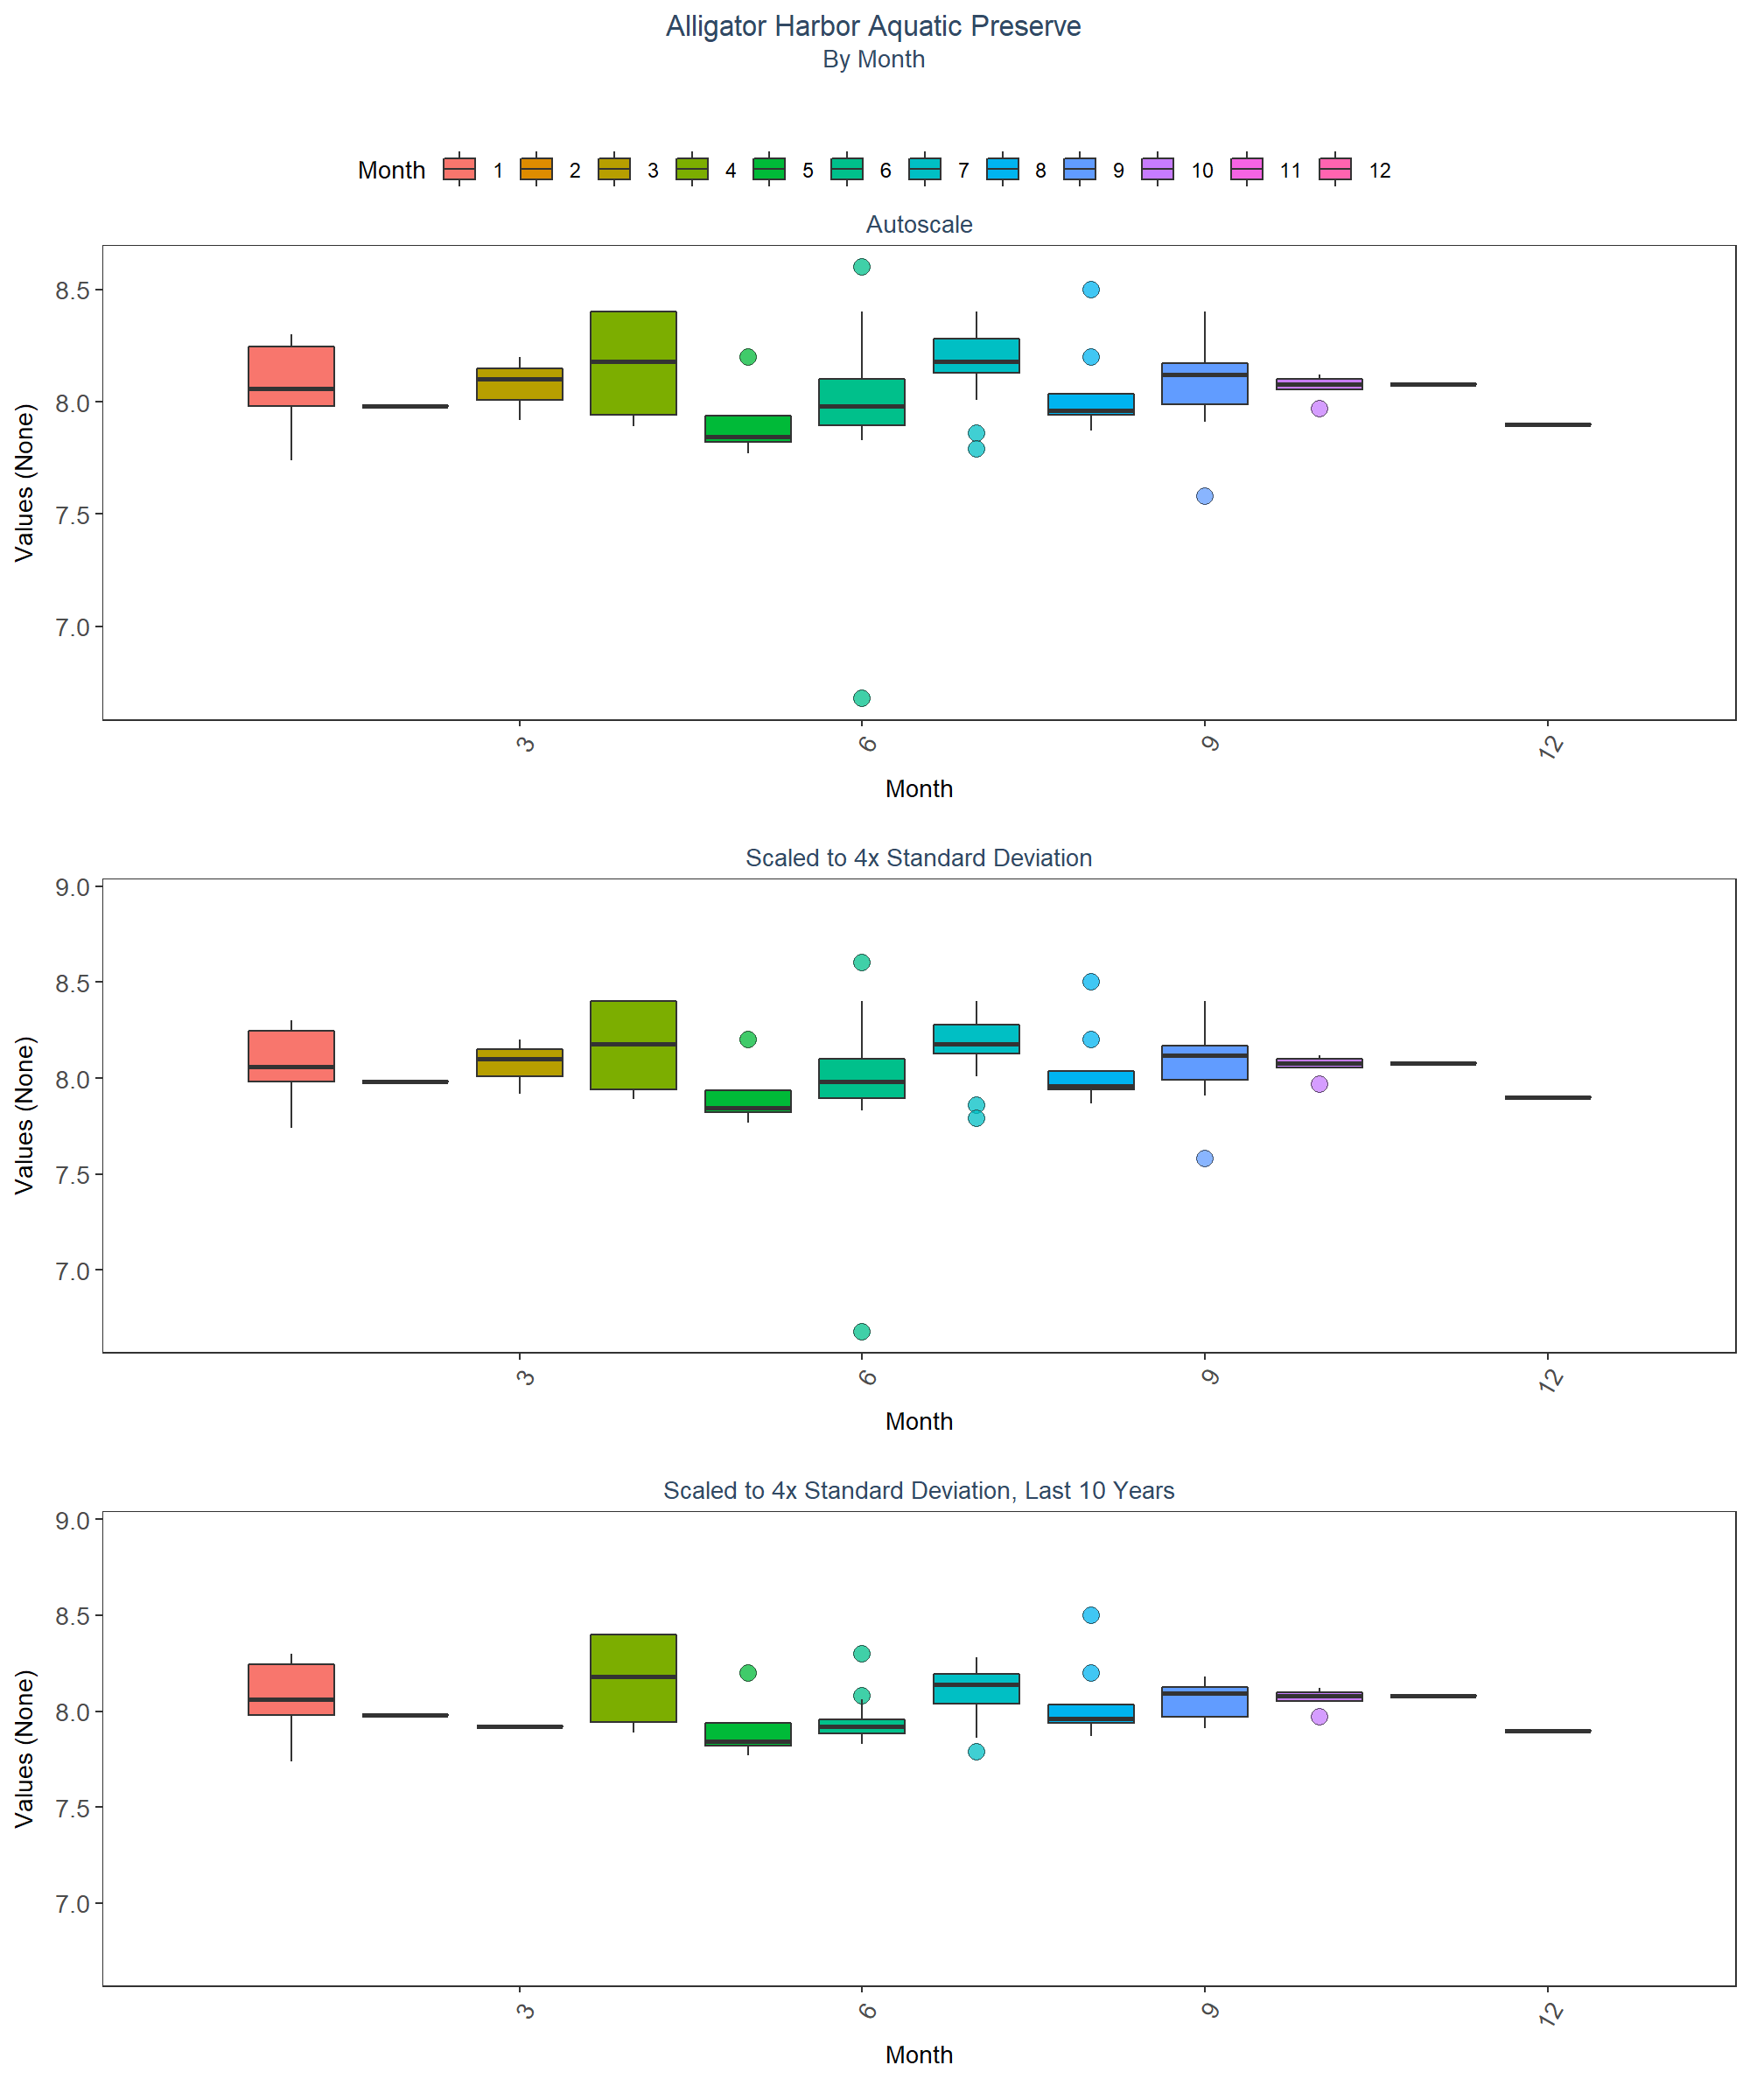 Alligator Harbor Aquatic Preserve
By Month
Month 1 2 3 4 5 6 7 8 9 10 11 12
Autoscale
Values (None)
8.5
8.0
7.5
7.0
3 6 9 12
Month
Scaled to 4x Standard Deviation
Values (None)
9.0
8.5
8.0
7.5
7.0
3 6 9 12
Month
Scaled to 4x Standard Deviation, Last 10 Years
Values (None)
9.0
8.5
8.0
7.5
7.0
3 6 9 12
Month